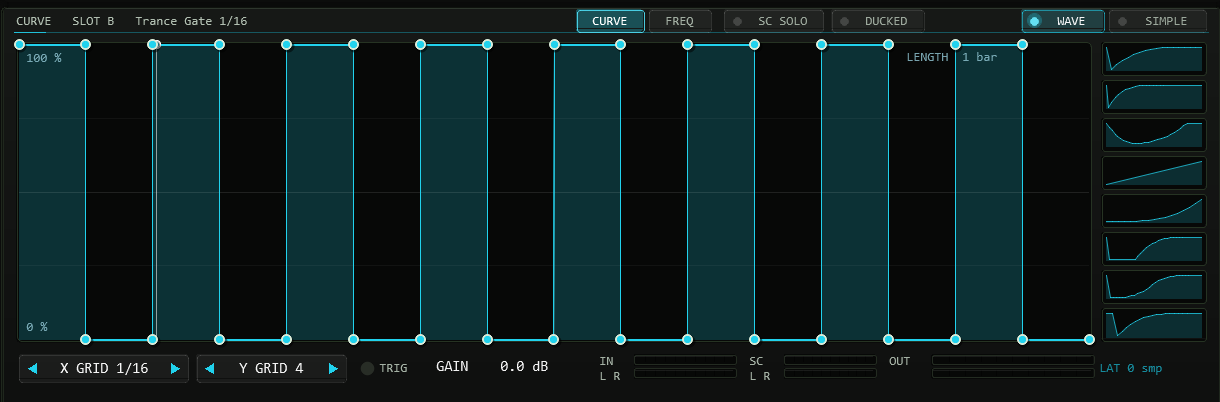 CURVE SLOT B Trance Gate 1/16 CURVE FREQ SC SOLO DUCKED WAVE SIMPLE
100 % LENGTH 1 bar
0 %
X GRID 1/16 Y GRID 4 TRIG GAIN 0.0 dB IN SC OUT LAT 0 smp
L R L R